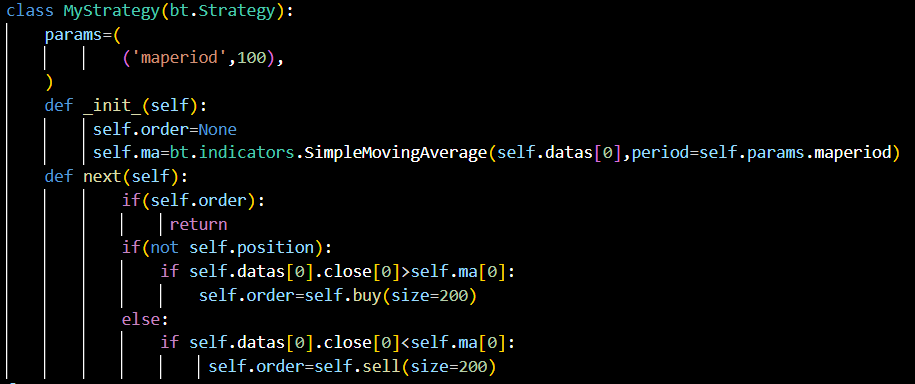 class MyStrategy(bt.Strategy):
    params=(
            ('maperiod',100),
    )
    def _init_(self):
         self.order=None
         self.ma=bt.indicators.SimpleMovingAverage(self.datas[0],period=self.params.maperiod)
    def next(self):
            if(self.order):
                 return
            if(not self.position):
                if self.datas[0].close[0]>self.ma[0]:
                    self.order=self.buy(size=200)
            else:
                if self.datas[0].close[0]<self.ma[0]:
                     self.order=self.sell(size=200)